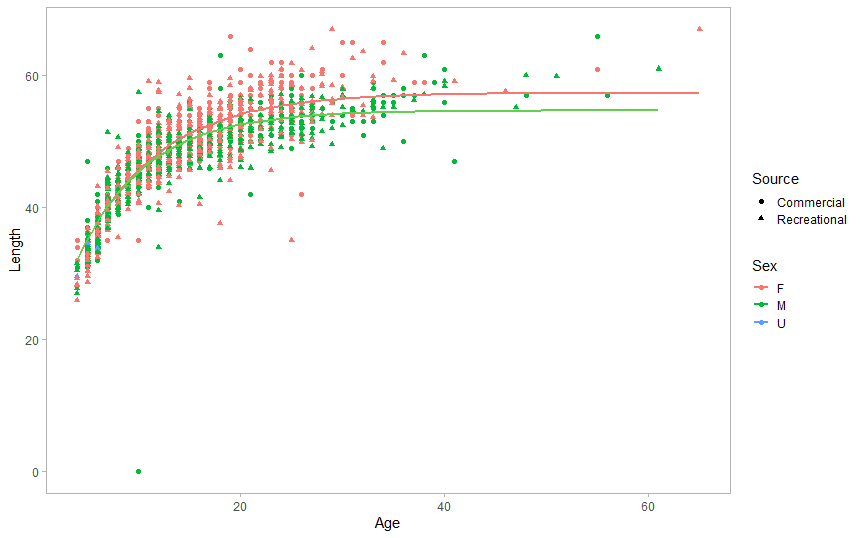 60
40
20
0
Length
20
40
60
Age
Source
Commercial
Recreational
Sex
F
M
U